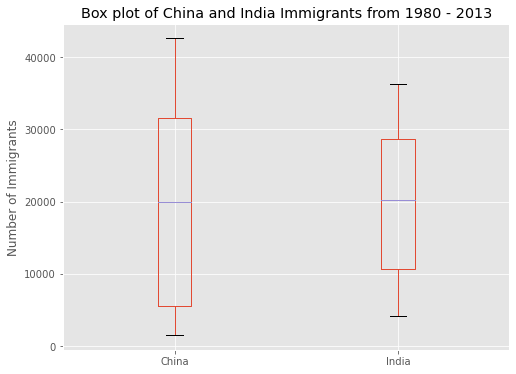 Box plot of China and India Immigrants from 1980 - 2013
Number of Immigrants
40000
30000
20000
10000
0
China
India